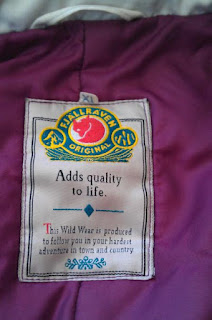 XL
FJÄLLRÄVEN
ORIGINAL
Adds quality
to life.
This Wild Wear is produced
to follow you in your hardest
adventure in town and country.